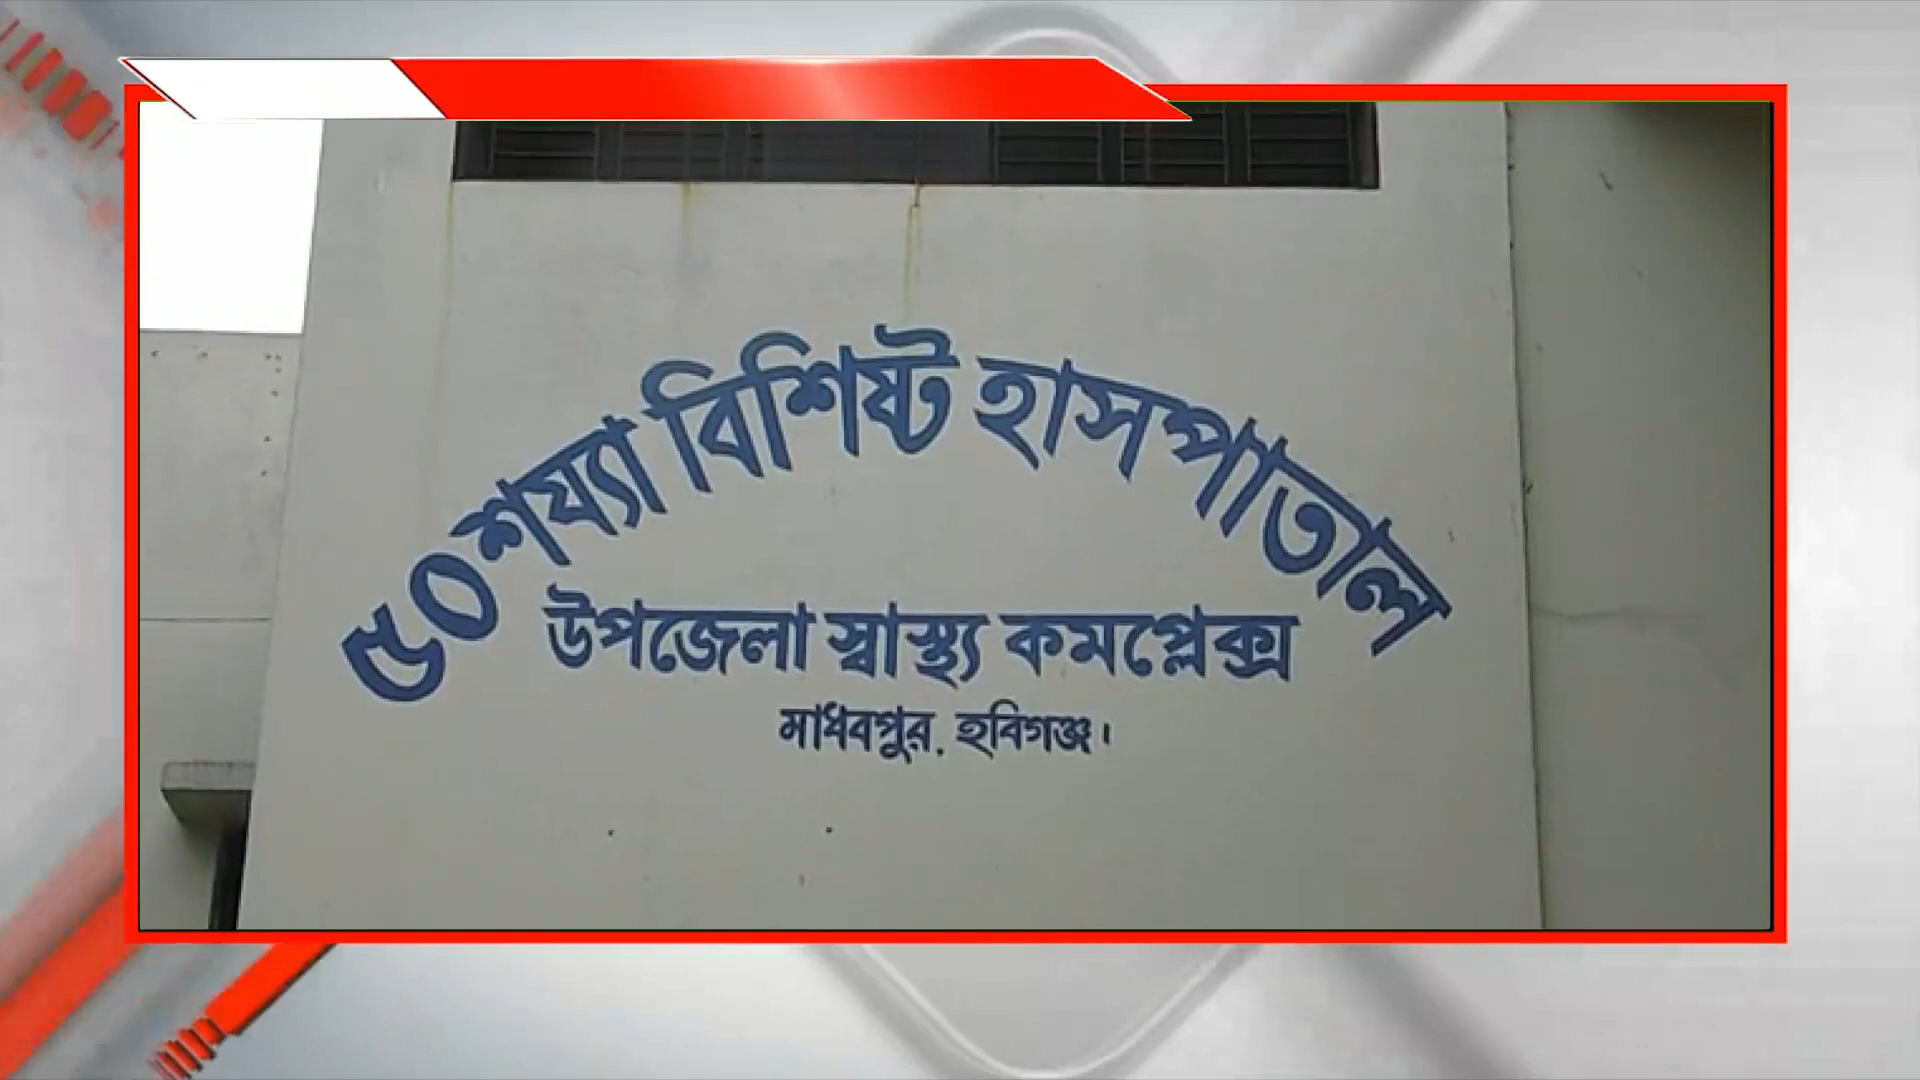 ৫০ শয্যা বিশিষ্ট হাসপাতাল
উপজেলা স্বাস্থ্য কমপ্লেক্স
মাধবপুর, হবিগঞ্জ।